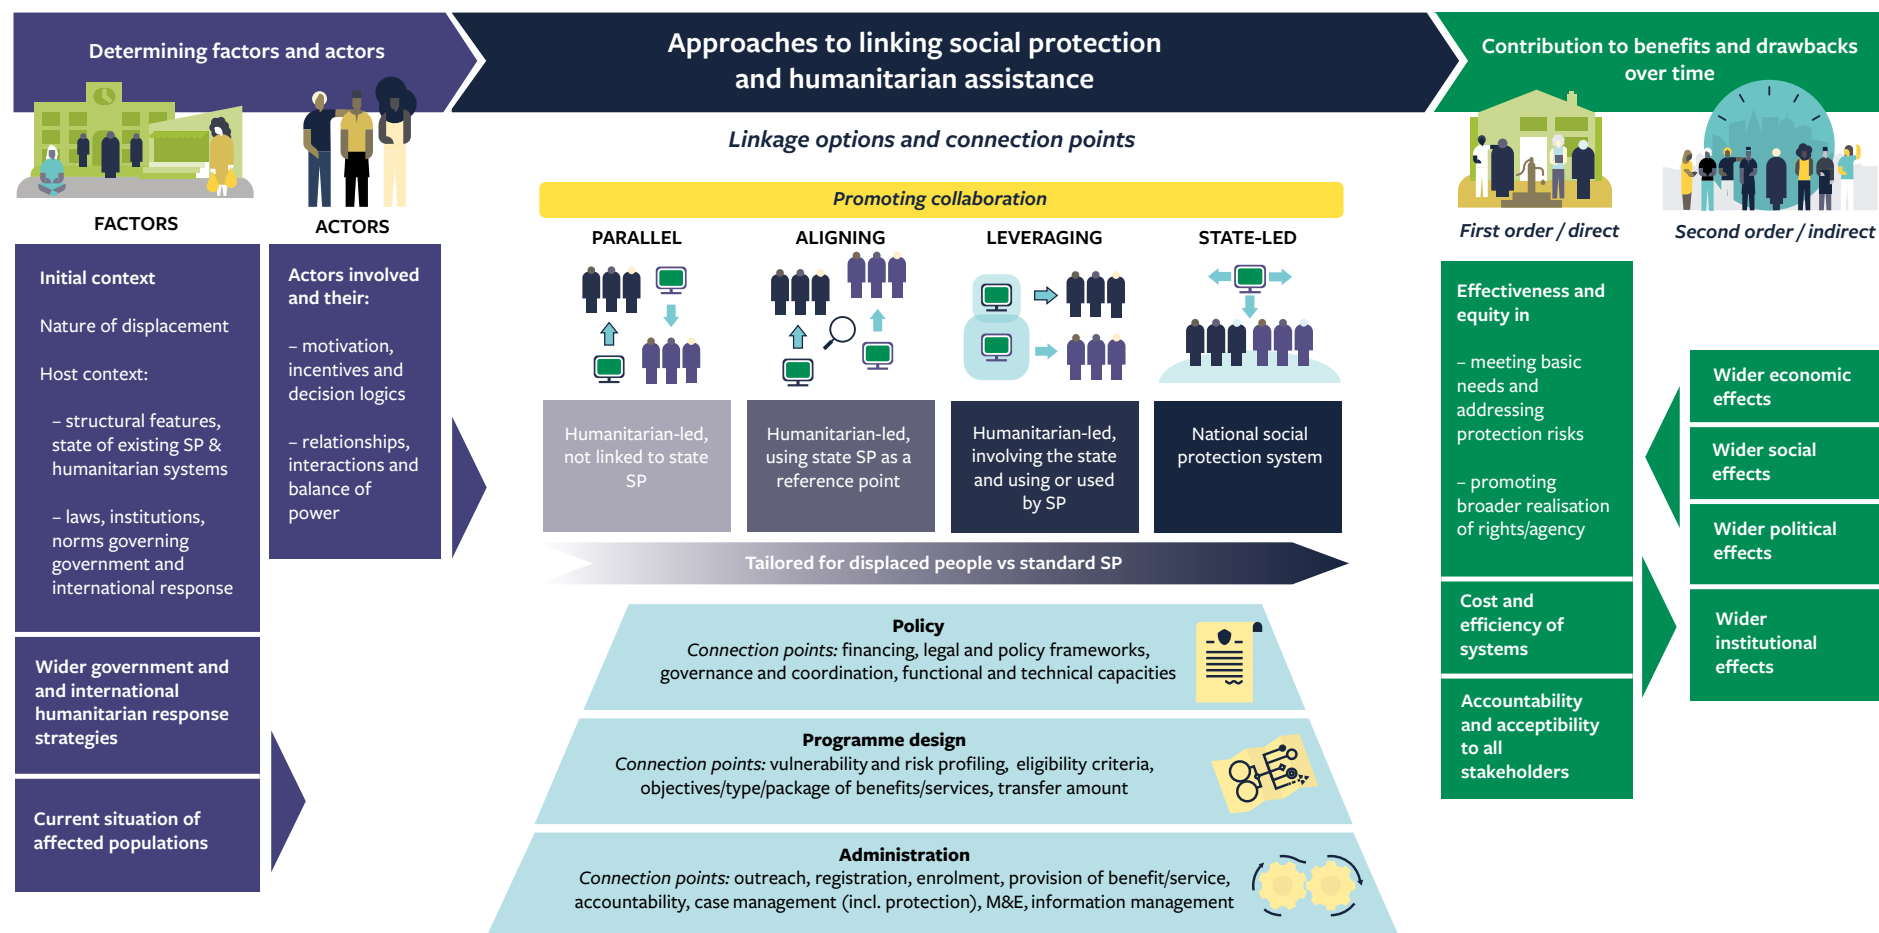 Determining factors and actors
Approaches to linking social protection
and humanitarian assistance
Contribution to benefits and drawbacks
over time
FACTORS
ACTORS
Initial context
Nature of displacement
Host context:
– structural features,
state of existing SP &
humanitarian systems
– laws, institutions,
norms governing
government and
international response
Wider government and
and international
humanitarian response
strategies
Current situation of
affected populations
Actors involved
and their:
– motivation,
incentives and
decision logics
– relationships,
interactions and
balance of
power
Linkage options and connection points
Promoting collaboration
PARALLEL
ALIGNING
LEVERAGING
STATE-LED
Humanitarian-led,
not linked to state
SP
Humanitarian-led,
using state SP as a
reference point
Humanitarian-led,
involving the state
and using or used
by SP
National social
protection system
Tailored for displaced people vs standard SP
Policy
Connection points: financing, legal and policy frameworks,
governance and coordination, functional and technical capacities
Programme design
Connection points: vulnerability and risk profiling, eligibility criteria,
objectives/type/package of benefits/services, transfer amount
Administration
Connection points: outreach, registration, enrolment, provision of benefit/service,
accountability, case management (incl. protection), M&E, information management
First order / direct
Second order / indirect
Effectiveness and
equity in
– meeting basic
needs and
addressing
protection risks
– promoting
broader realisation
of rights/agency
Cost and
efficiency of
systems
Accountability
and acceptibility
to all
stakeholders
Wider economic
effects
Wider social
effects
Wider political
effects
Wider
institutional
effects